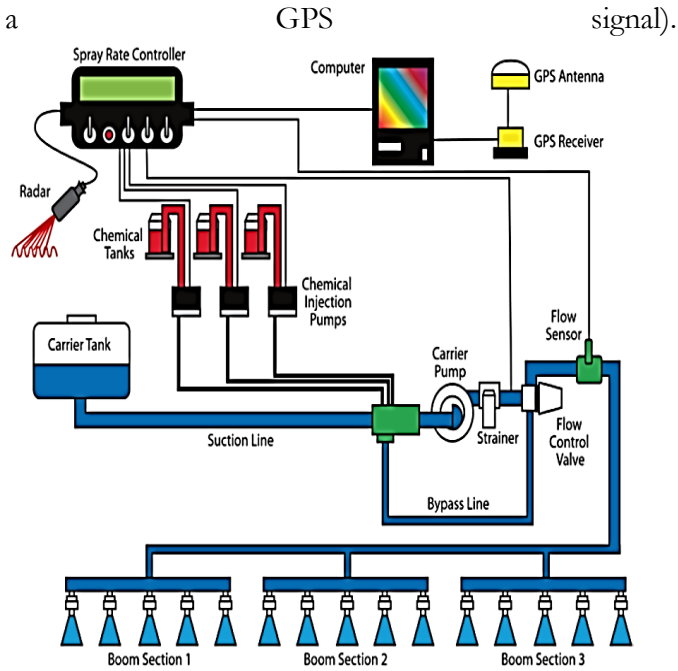 a GPS signal).
Spray Rate Controller
Computer
GPS Antenna
GPS Receiver
Radar
Chemical
Tanks
Chemical
Injection
Pumps
Flow
Sensor
Carrier Tank
Carrier
Pump
Suction Line
Strainer
Flow
Control
Valve
Bypass Line
Boom Section 1
Boom Section 2
Boom Section 3